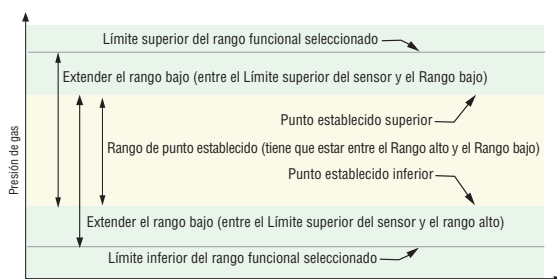 Límite superior del rango funcional seleccionado
Extender el rango bajo (entre el Límite superior del sensor y el Rango bajo)
Punto establecido superior
Rango de punto establecido (tiene que estar entre el Rango alto y el Rango bajo)
Punto establecido inferior
Extender el rango bajo (entre el Límite superior del sensor y el rango alto)
Límite inferior del rango funcional seleccionado
Presión de gas